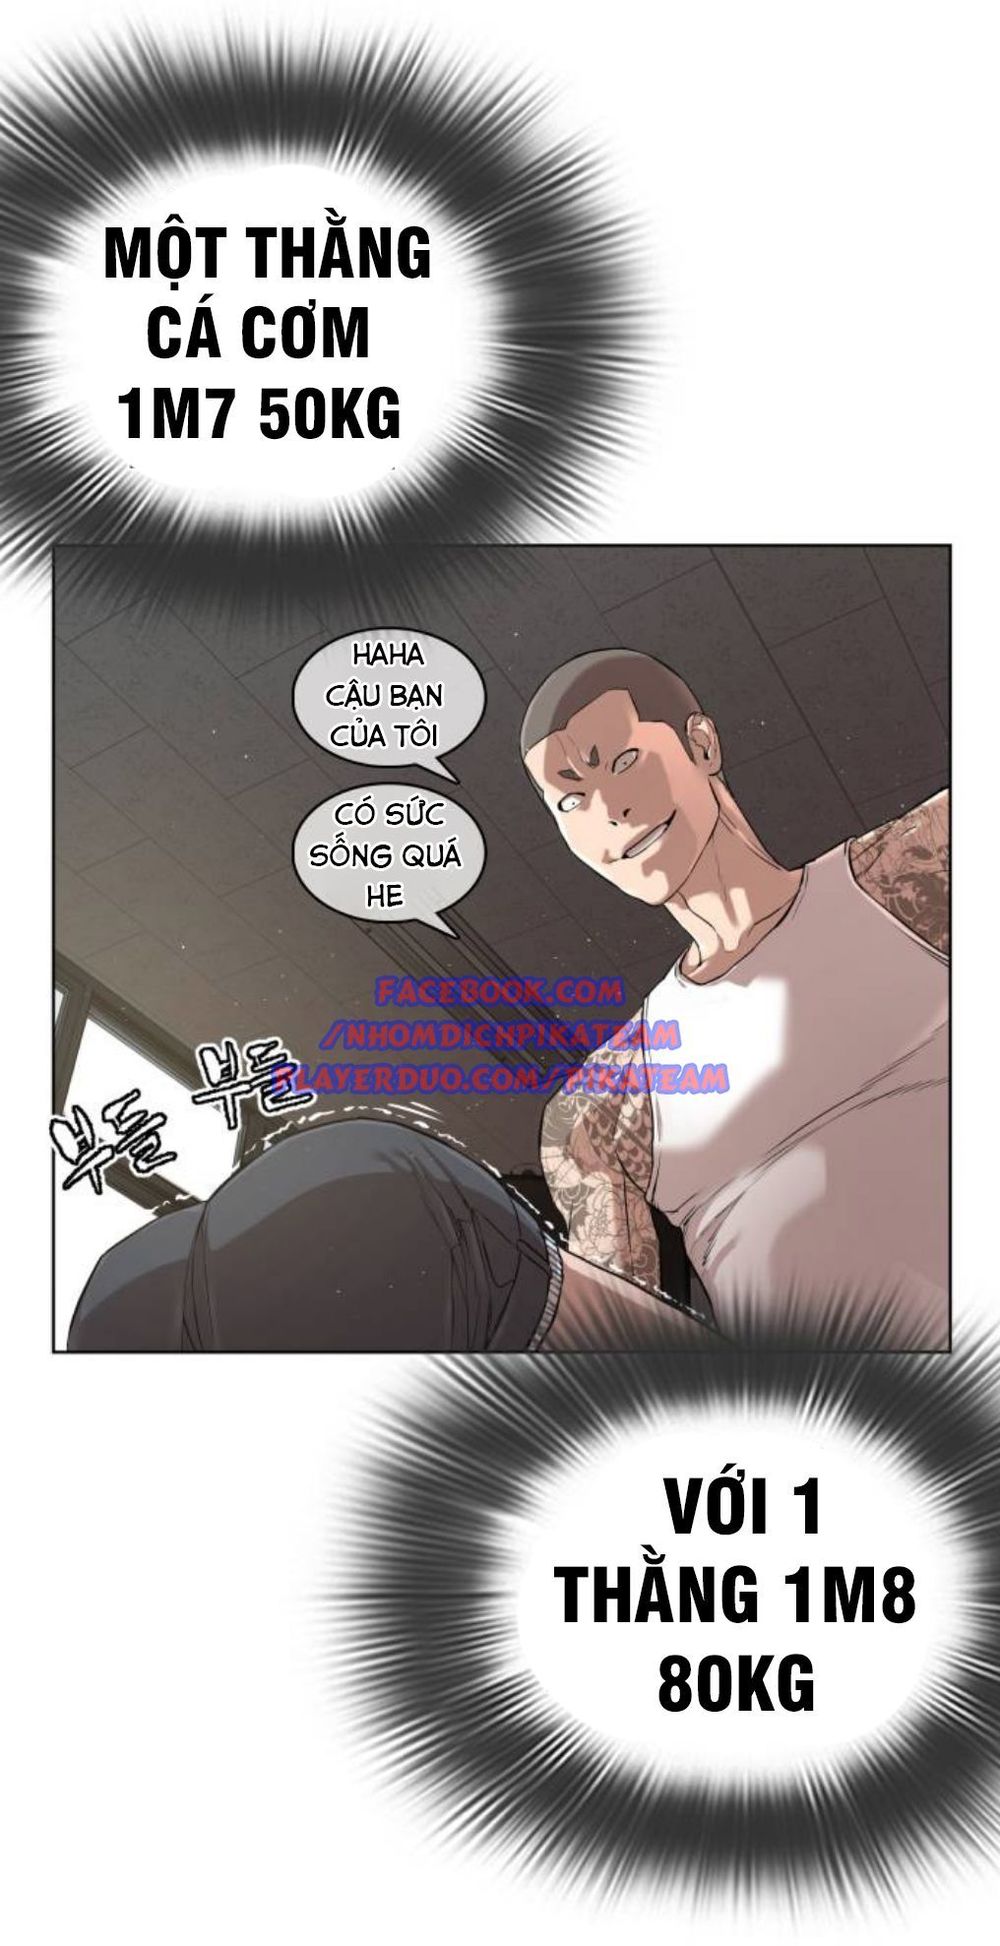 MỘT THẰNG
CÁ CƠM
1M7 50KG
HAHA
CẬU BẠN
CỦA TÔI
CÓ SỨC
SỐNG QUÁ
HE
FACEBOOK.COM
/NHOMDICHPIKATEAM
BLAYERDUO.COM/PIKATEAM
부들
부들
VỚI 1
THẰNG 1M8
80KG